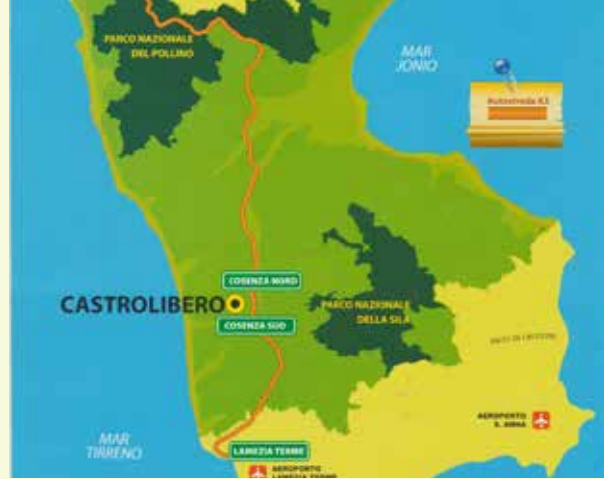 PARCO NAZIONALE
DEL POLLINO
MAR
JONIO
Autostrada A3
COSENZA NORD
CASTROLIBERO
COSENZA SUD
PARCO NAZIONALE
DELLA SILA
AEROPORTO
S. ANNA
MAR
TIRRENO
LAMEZIA TERME
AEROPORTO
LAMEZIA TERME